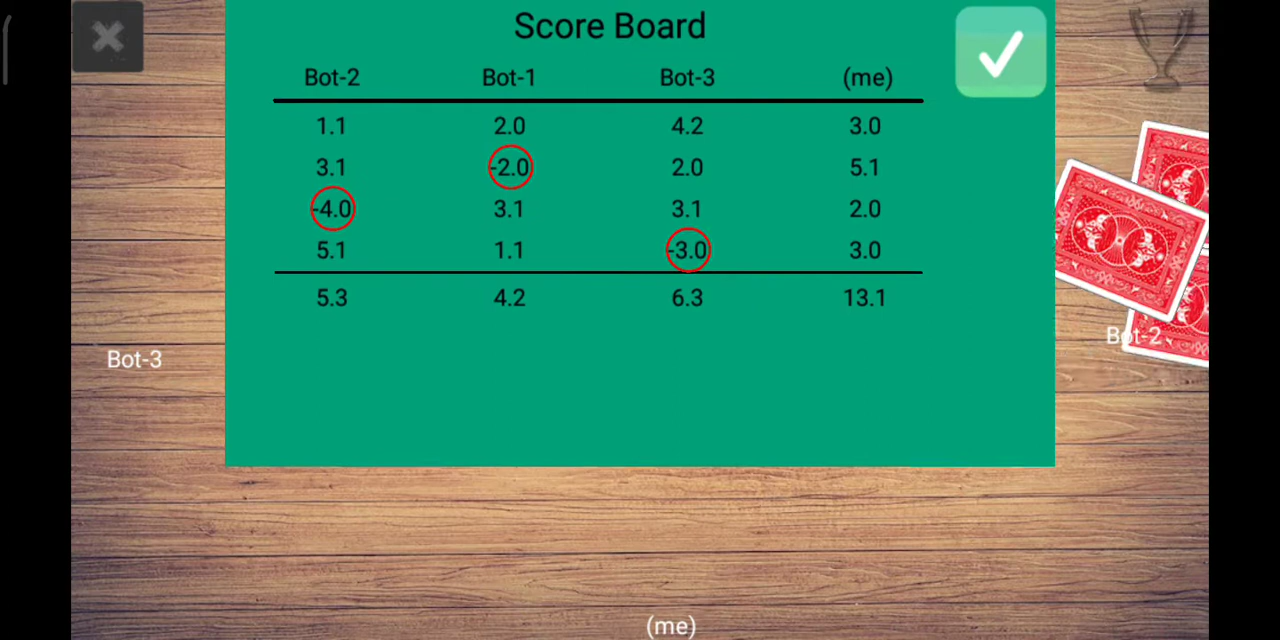 Score Board
Bot-2 Bot-1 Bot-3 (me)
1.1 2.0 4.2 3.0
3.1 -2.0 2.0 5.1
-4.0 3.1 3.1 2.0
5.1 1.1 -3.0 3.0
5.3 4.2 6.3 13.1
Bot-2
Bot-3
(me)